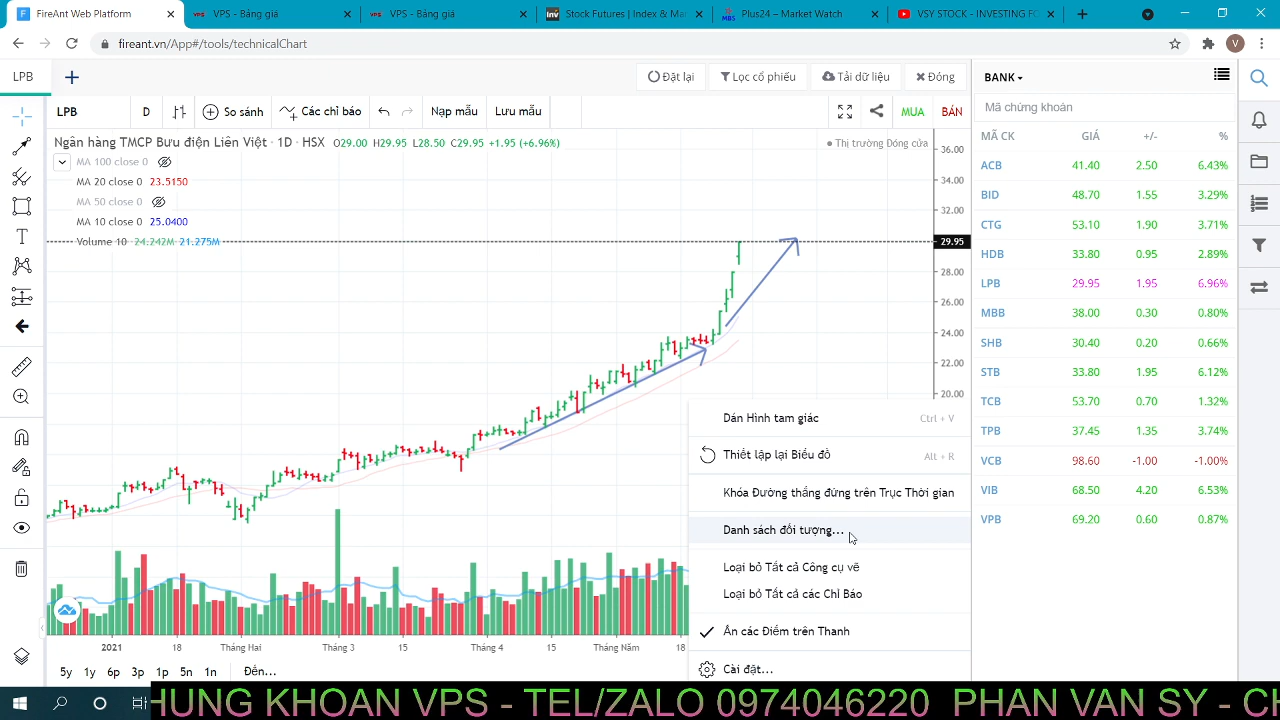 FireAnt Web Platform
VPS - Bảng giá
VPS - Bảng giá
Stock Futures | Index & Mar
Plus24 – Market Watch
VSY STOCK - INVESTING FO
fireant.vn/App#/tools/technicalChart
V
LPB
Đặt lại
Lọc cổ phiếu
Tải dữ liệu
Đóng
BANK
LPB
D
So sánh
Các chỉ báo
Nạp mẫu
Lưu mẫu
MUA
BÁN
Mã chứng khoán
Ngân hàng TMCP Bưu điện Liên Việt · 1D · HSX O29.00 H29.95 L28.50 C29.95 +1.95 (+6.96%)
Thị trường Đóng cửa
MA 100 close 0
MA 20 close 0 23.5150
MA 50 close 0
MA 10 close 0 25.0400
Volume 10 24.242M 21.275M
36.00
34.00
32.00
29.95
28.00
26.00
24.00
22.00
20.00
MÃ CK GIÁ +/- %
ACB 41.40 2.50 6.43%
BID 48.70 1.55 3.29%
CTG 53.10 1.90 3.71%
HDB 33.80 0.95 2.89%
LPB 29.95 1.95 6.96%
MBB 38.00 0.30 0.80%
SHB 30.40 0.20 0.66%
STB 33.80 1.95 6.12%
TCB 53.70 0.70 1.32%
TPB 37.45 1.35 3.74%
VCB 98.60 -1.00 -1.00%
VIB 68.50 4.20 6.53%
VPB 69.20 0.60 0.87%
Dán Hình tam giác Ctrl + V
Thiết lập lại Biểu đồ Alt + R
Khóa Đường thẳng đứng trên Trục Thời gian
Danh sách đối tượng...
Loại bỏ Tất cả Công cụ vẽ
Loại bỏ Tất cả các Chỉ Báo
Ẩn các Điểm trên Thanh
Cài đặt...
2021 18 Tháng Hai Tháng 3 15 Tháng 4 15 Tháng Năm 18
5y 1y 6p 3p 1p 5n 1n Đến...
HUNG KHOAN VPS - TEL/ZALO 0974046220 PHAN VAN SY - CH